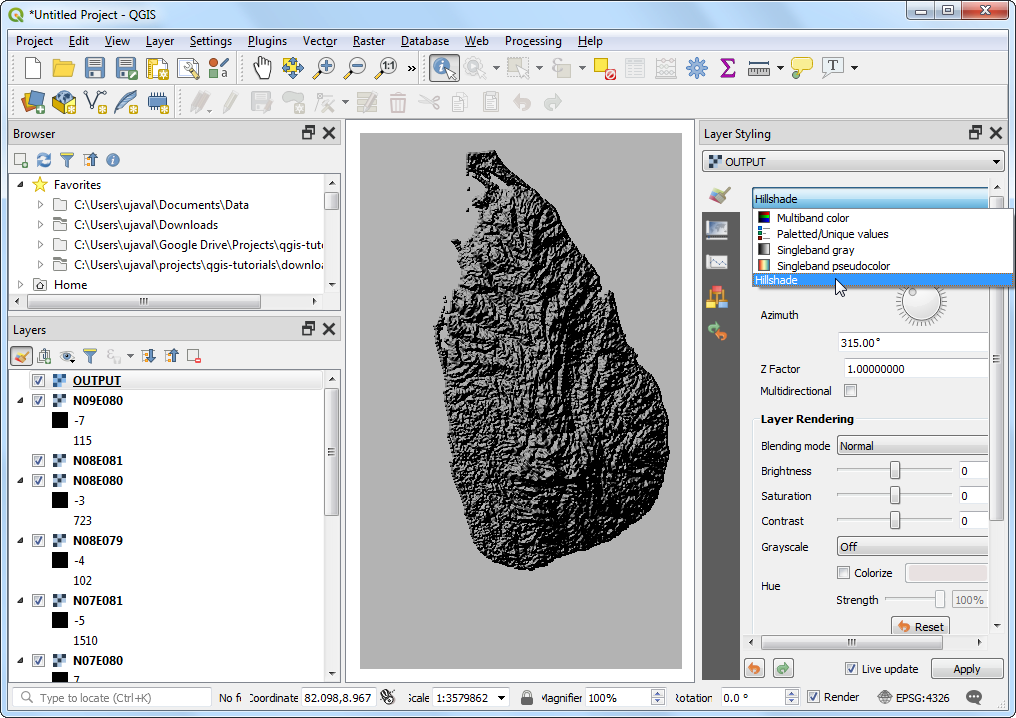 *Untitled Project - QGIS
Project Edit View Layer Settings Plugins Vector Raster Database Web Processing Help
1:1
»
T
Browser
Favorites
C:\Users\ujaval\Documents\Data
C:\Users\ujaval\Downloads
C:\Users\ujaval\Google Drive\Projects\qgis-tut
C:\Users\ujaval\projects\qgis-tutorials\downlo
Home
Layers
OUTPUT
N09E080
-7
115
N08E081
N08E080
-3
723
N08E079
-4
102
N07E081
-5
1510
N07E080
7
Layer Styling
OUTPUT
Hillshade
Multiband color
Paletted/Unique values
Singleband gray
Singleband pseudocolor
Hillshade
Azimuth
315.00°
Z Factor 1.00000000
Multidirectional
Layer Rendering
Blending mode Normal
Brightness 0
Saturation 0
Contrast 0
Grayscale Off
Hue Colorize
Strength 100%
Reset
Live update Apply
Type to locate (Ctrl+K) No fi Coordinate 82.098,8.967 Scale 1:3579862 Magnifier 100% Rotation 0.0 ° Render EPSG:4326